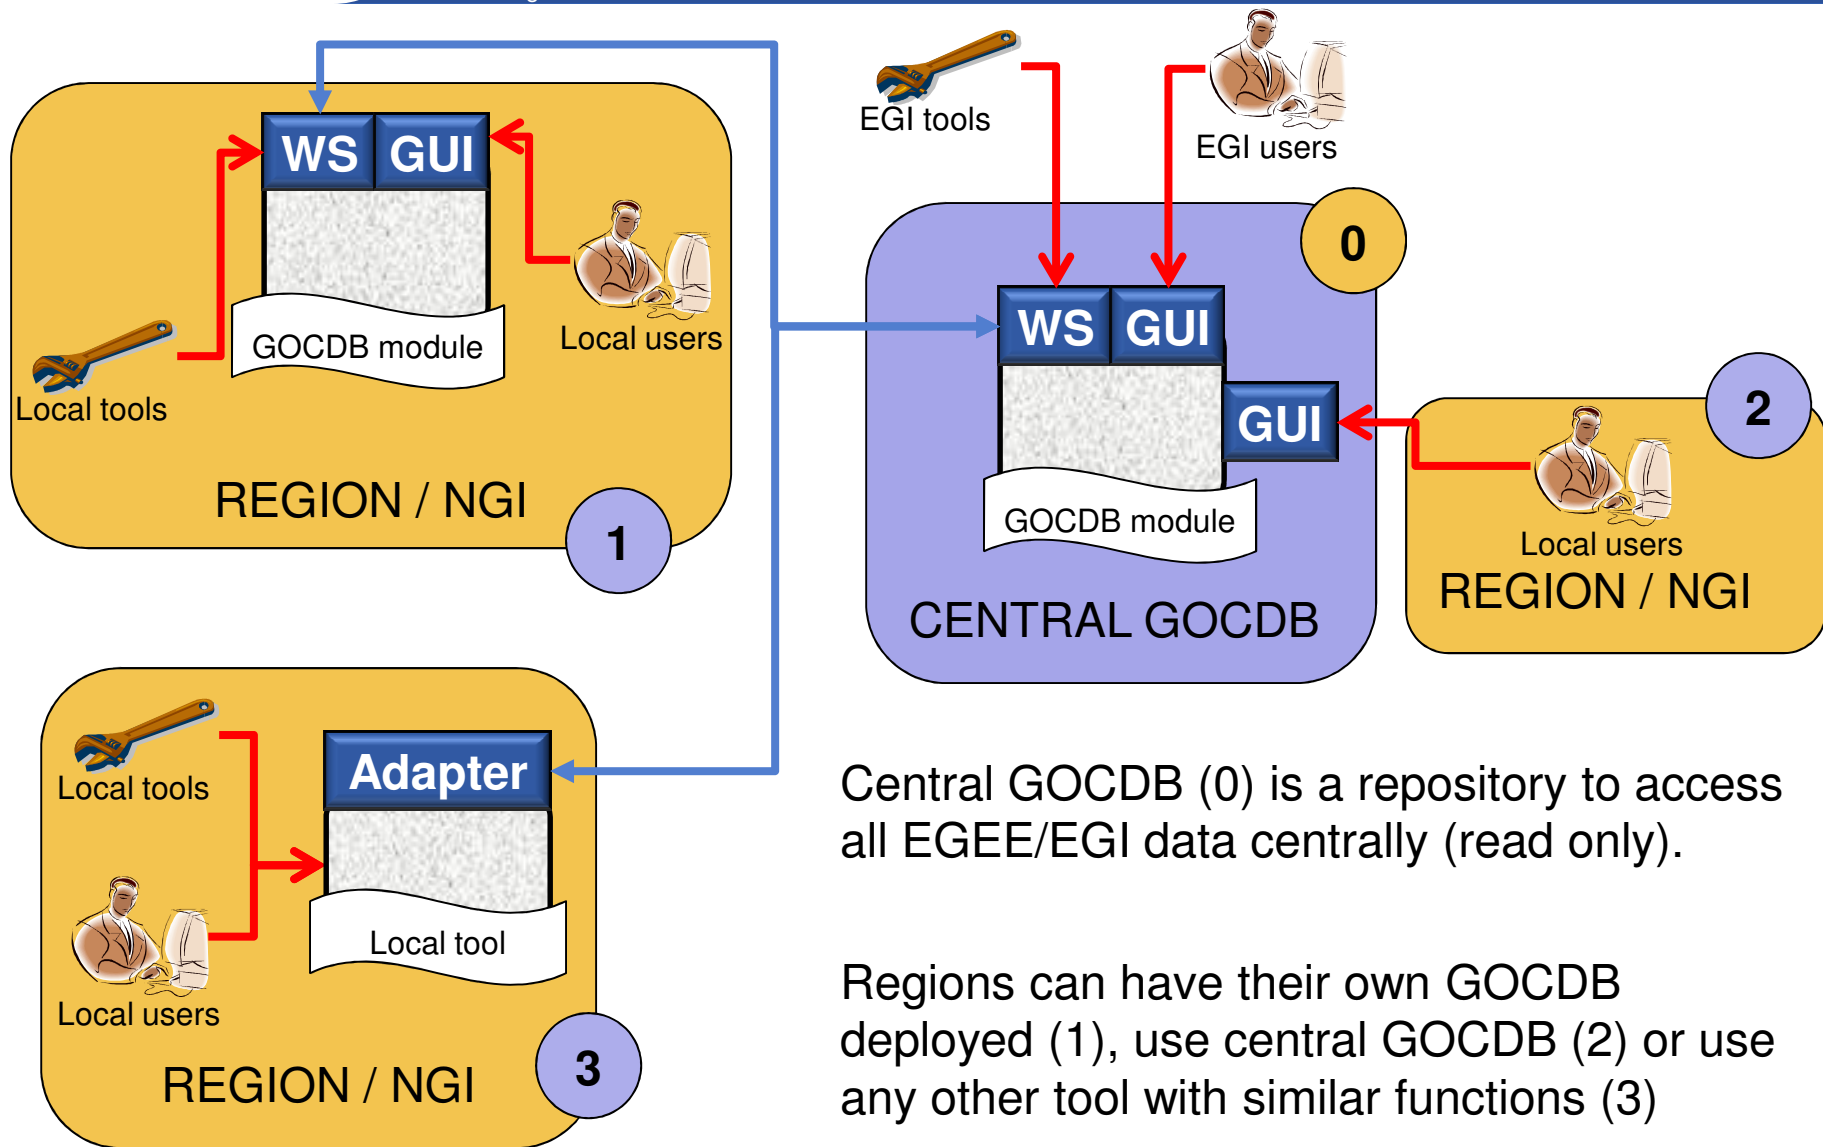 EGI tools
EGI users
WS GUI
GOCDB module
Local users
Local tools
REGION / NGI
1
0
WS GUI
GUI
GOCDB module
CENTRAL GOCDB
2
Local users
REGION / NGI
Local tools
Adapter
Local tool
Local users
REGION / NGI
3
Central GOCDB (0) is a repository to access
all EGEE/EGI data centrally (read only).
Regions can have their own GOCDB
deployed (1), use central GOCDB (2) or use
any other tool with similar functions (3)